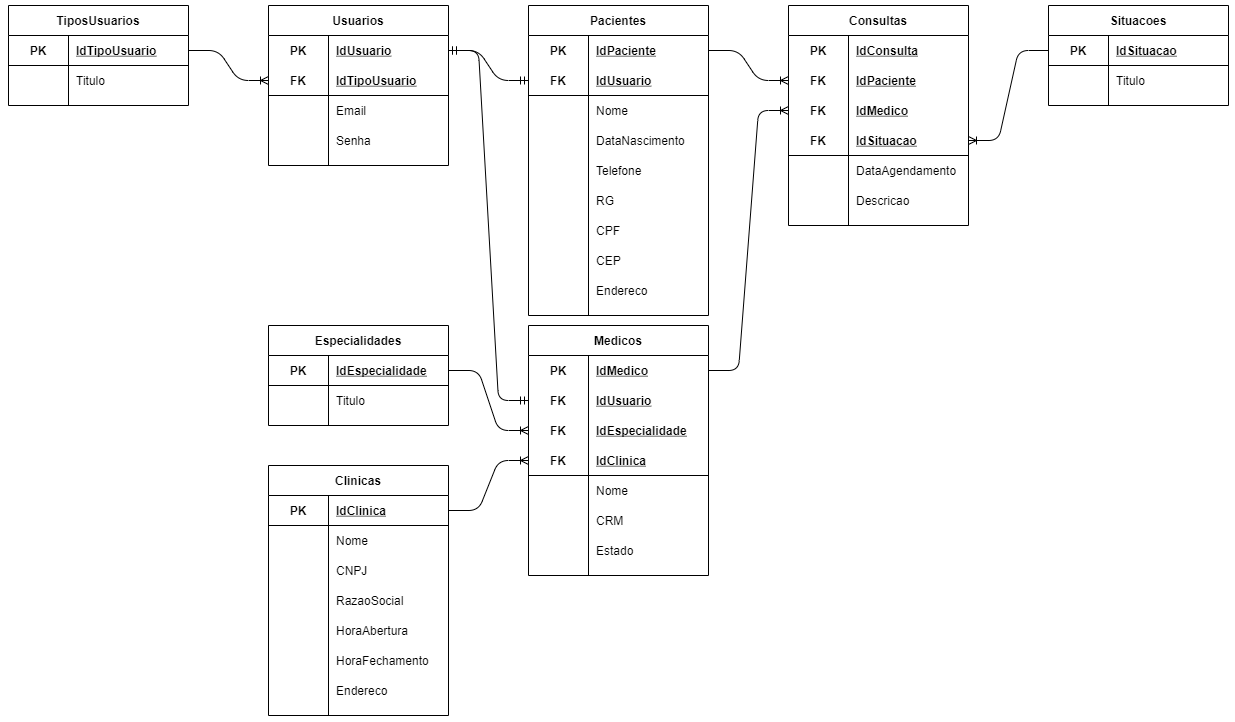 TiposUsuarios
PK IdTipoUsuario
Titulo
Usuarios
PK IdUsuario
FK IdTipoUsuario
Email
Senha
Pacientes
PK IdPaciente
FK IdUsuario
Nome
DataNascimento
Telefone
RG
CPF
CEP
Endereco
Consultas
PK IdConsulta
FK IdPaciente
FK IdMedico
FK IdSituacao
DataAgendamento
Descricao
Situacoes
PK IdSituacao
Titulo
Especialidades
PK IdEspecialidade
Titulo
Medicos
PK IdMedico
FK IdUsuario
FK IdEspecialidade
FK IdClinica
Nome
CRM
Estado
Clinicas
PK IdClinica
Nome
CNPJ
RazaoSocial
HoraAbertura
HoraFechamento
Endereco